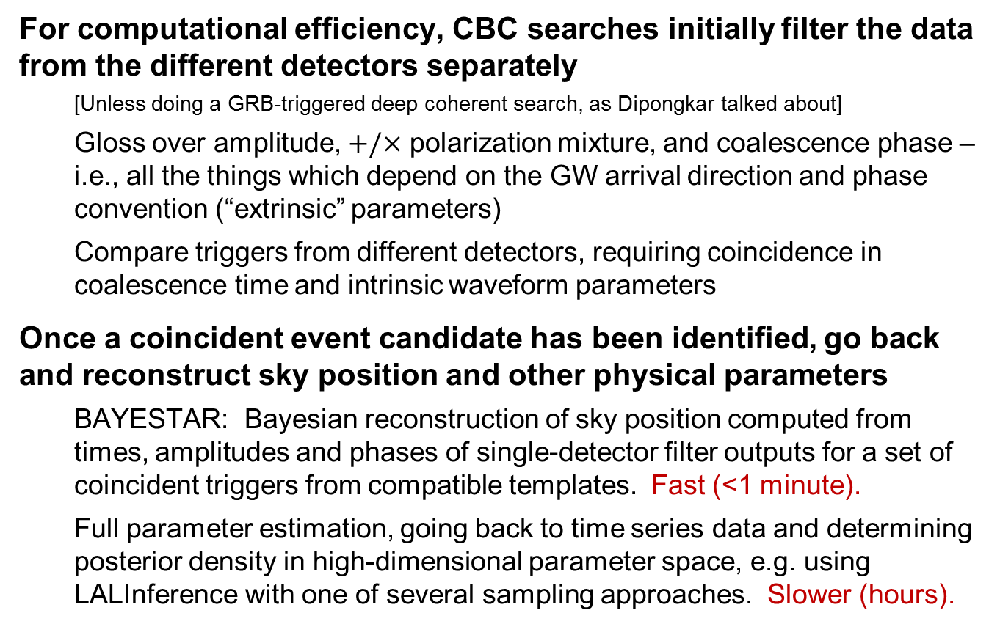 For computational efficiency, CBC searches initially filter the data
from the different detectors separately
[Unless doing a GRB-triggered deep coherent search, as Dipongkar talked about]
Gloss over amplitude, +/× polarization mixture, and coalescence phase –
i.e., all the things which depend on the GW arrival direction and phase
convention (“extrinsic” parameters)
Compare triggers from different detectors, requiring coincidence in
coalescence time and intrinsic waveform parameters
Once a coincident event candidate has been identified, go back
and reconstruct sky position and other physical parameters
BAYESTAR:  Bayesian reconstruction of sky position computed from
times, amplitudes and phases of single-detector filter outputs for a set of
coincident triggers from compatible templates.  Fast (<1 minute).
Full parameter estimation, going back to time series data and determining
posterior density in high-dimensional parameter space, e.g. using
LALInference with one of several sampling approaches.  Slower (hours).